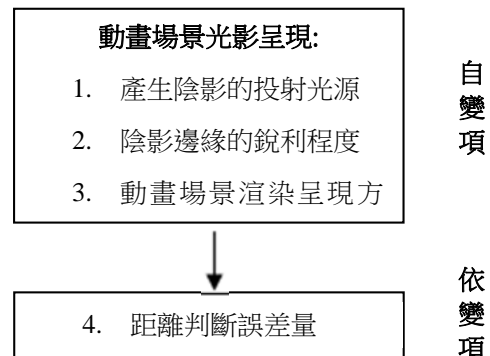 動畫場景光影呈現:
1. 產生陰影的投射光源
2. 陰影邊緣的銳利程度
3. 動畫場景渲染呈現方
自變項
4. 距離判斷誤差量
依變項